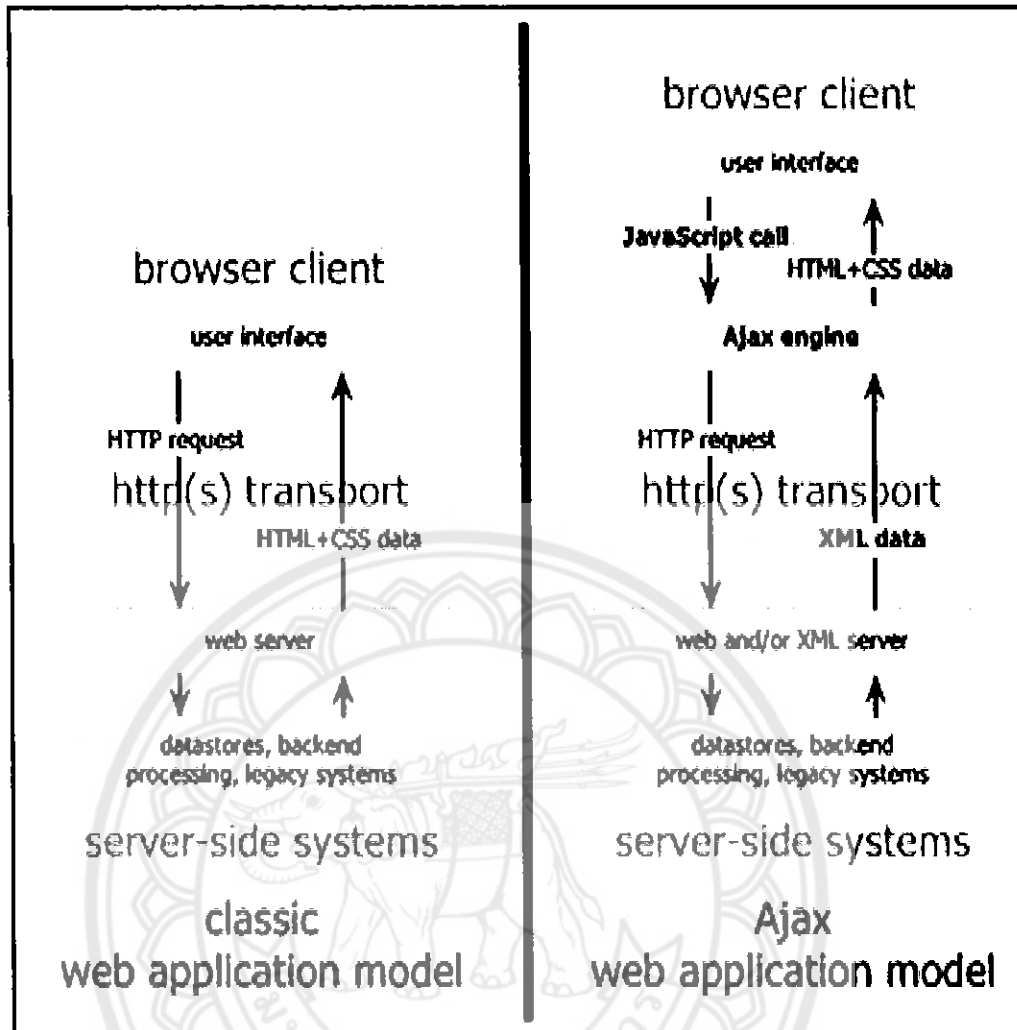 browser client
user interface
HTTP request
http(s) transport
HTML+CSS data
web server
datastores, backend
processing, legacy systems
server-side systems
classic
web application model
browser client
user interface
JavaScript call
HTML+CSS data
Ajax engine
HTTP request
http(s) transport
XML data
web and/or XML server
datastores, backend
processing, legacy systems
server-side systems
Ajax
web application model